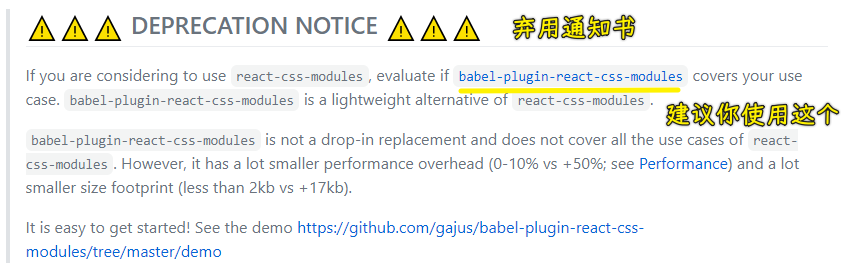 ⚠️⚠️⚠️ DEPRECATION NOTICE ⚠️⚠️⚠️ 弃用通知书
If you are considering to use react-css-modules, evaluate if babel-plugin-react-css-modules covers your use
case. babel-plugin-react-css-modules is a lightweight alternative of react-css-modules.
建议你使用这个
babel-plugin-react-css-modules is not a drop-in replacement and does not cover all the use cases of react-
css-modules. However, it has a lot smaller performance overhead (0-10% vs +50%; see Performance) and a lot
smaller size footprint (less than 2kb vs +17kb).
It is easy to get started! See the demo https://github.com/gajus/babel-plugin-react-css-
modules/tree/master/demo